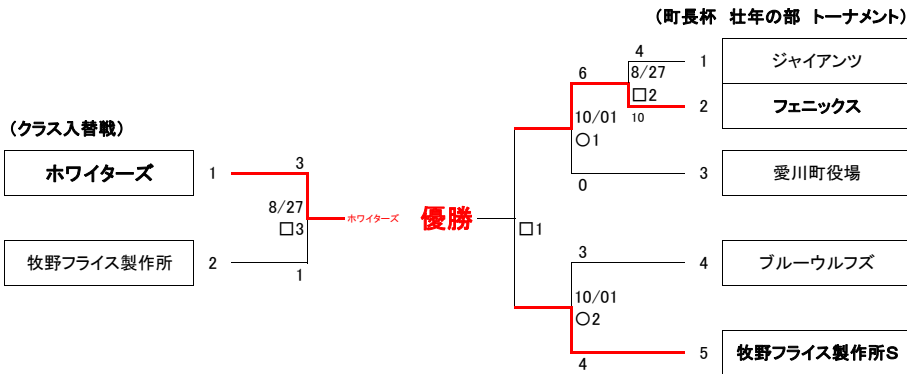 (町長杯 壮年の部 トーナメント)
4
1
ジャイアンツ
6
8/27
□2
2
フェニックス
10
10/01
○1
(クラス入替戦)
3
愛川町役場
0
ホワイターズ
1
3
8/27
□3
ホワイターズ
優勝
□1
牧野フライス製作所
2
1
3
4
ブルーウルフズ
10/01
○2
5
牧野フライス製作所S
4